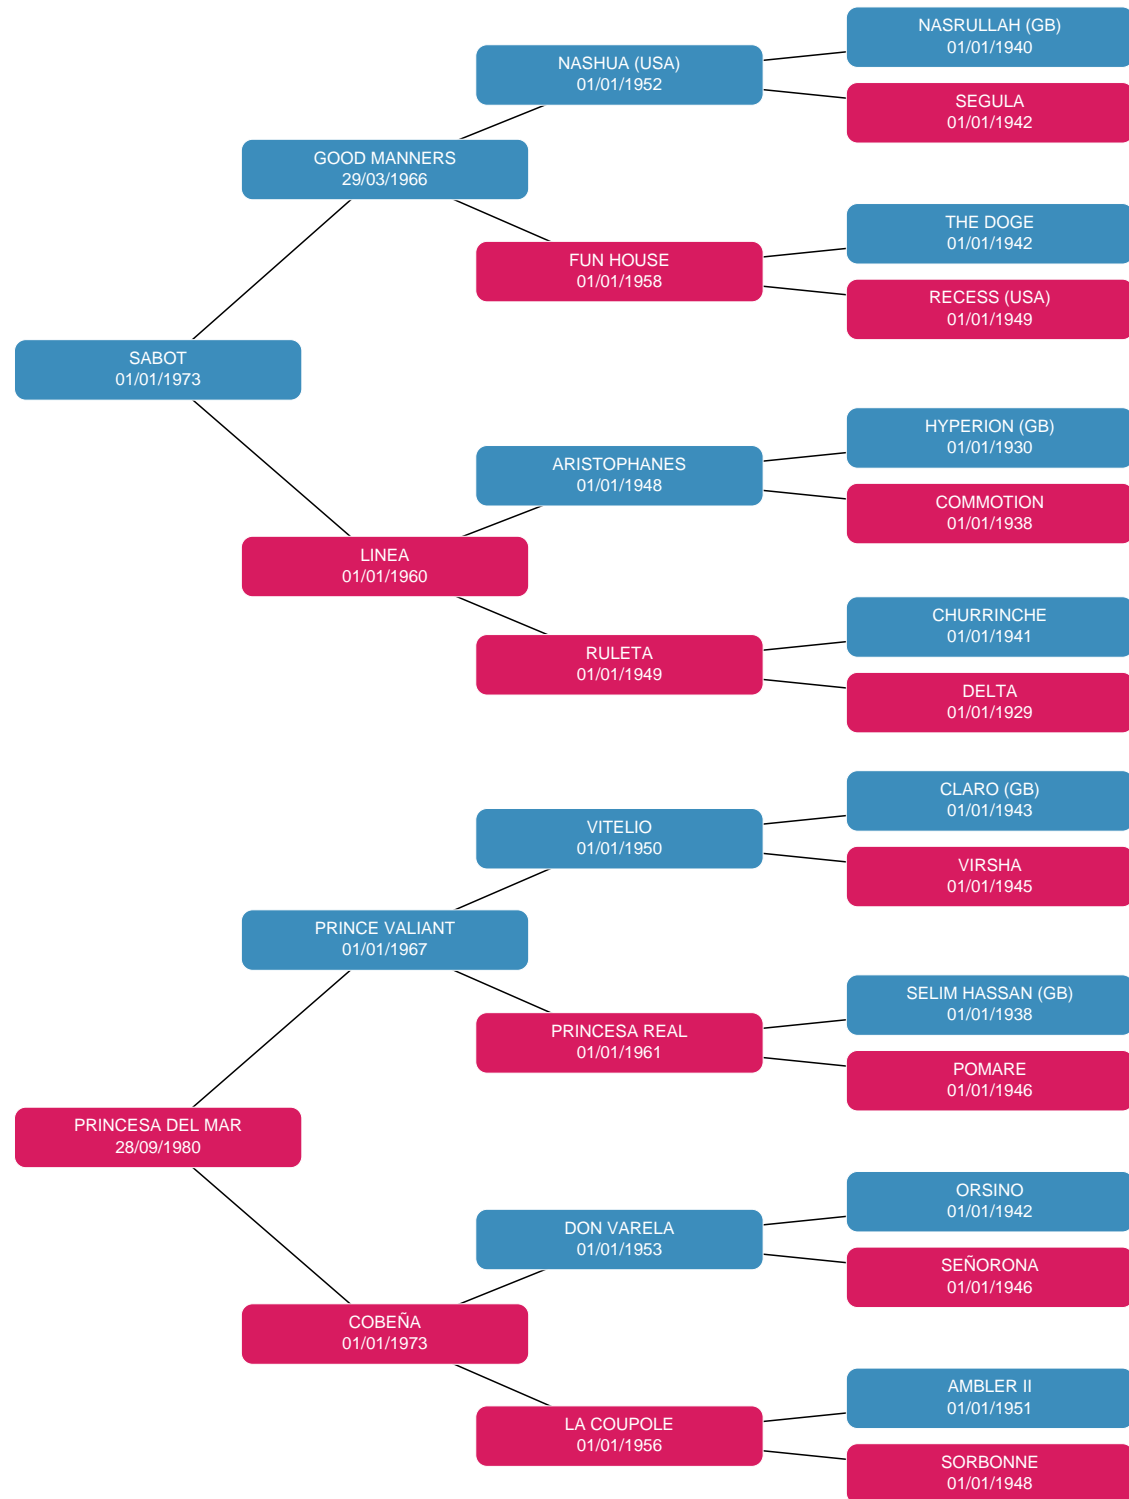 NASRULLAH (GB)
01/01/1940
NASHUA (USA)
01/01/1952
SEGULA
01/01/1942
GOOD MANNERS
29/03/1966
THE DOGE
01/01/1942
FUN HOUSE
01/01/1958
RECESS (USA)
01/01/1949
SABOT
01/01/1973
HYPERION (GB)
01/01/1930
ARISTOPHANES
01/01/1948
COMMOTION
01/01/1938
LINEA
01/01/1960
CHURRINCHE
01/01/1941
RULETA
01/01/1949
DELTA
01/01/1929
CLARO (GB)
01/01/1943
VITELIO
01/01/1950
VIRSHA
01/01/1945
PRINCE VALIANT
01/01/1967
SELIM HASSAN (GB)
01/01/1938
PRINCESA REAL
01/01/1961
POMARE
01/01/1946
PRINCESA DEL MAR
28/09/1980
ORSINO
01/01/1942
DON VARELA
01/01/1953
SEÑORONA
01/01/1946
COBEÑA
01/01/1973
AMBLER II
01/01/1951
LA COUPOLE
01/01/1956
SORBONNE
01/01/1948